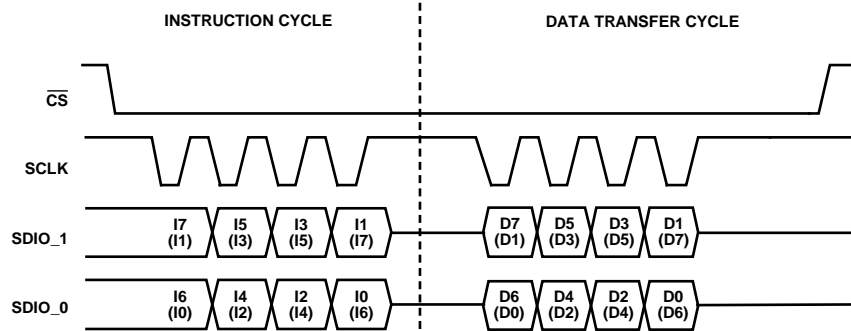 INSTRUCTION CYCLE DATA TRANSFER CYCLE
CS
SCLK
I7 I5 I3 I1 D7 D5 D3 D1
SDIO_1
(I1) (I3) (I5) (I7) (D1) (D3) (D5) (D7)
I6 I4 I2 I0 D6 D4 D2 D0
SDIO_0
(I0) (I2) (I4) (I6) (D0) (D2) (D4) (D6)